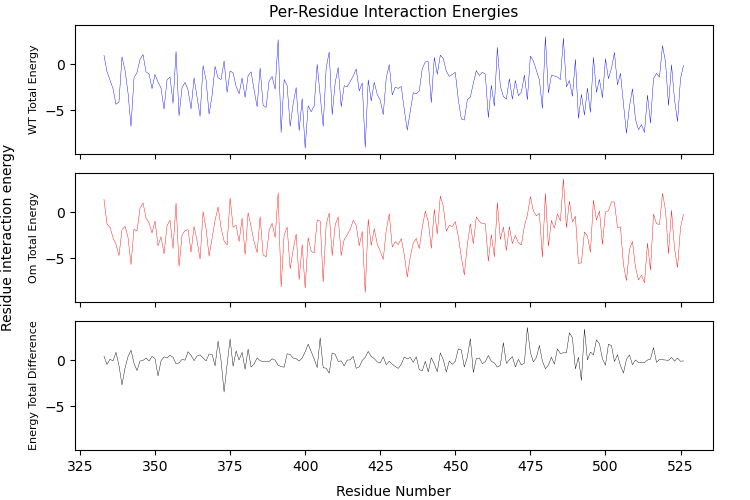 Per-Residue Interaction Energies
Residue interaction energy
WT Total Energy
0
−5
Om Total Energy
0
−5
Energy Total Difference
0
−5
325 350 375 400 425 450 475 500 525
Residue Number